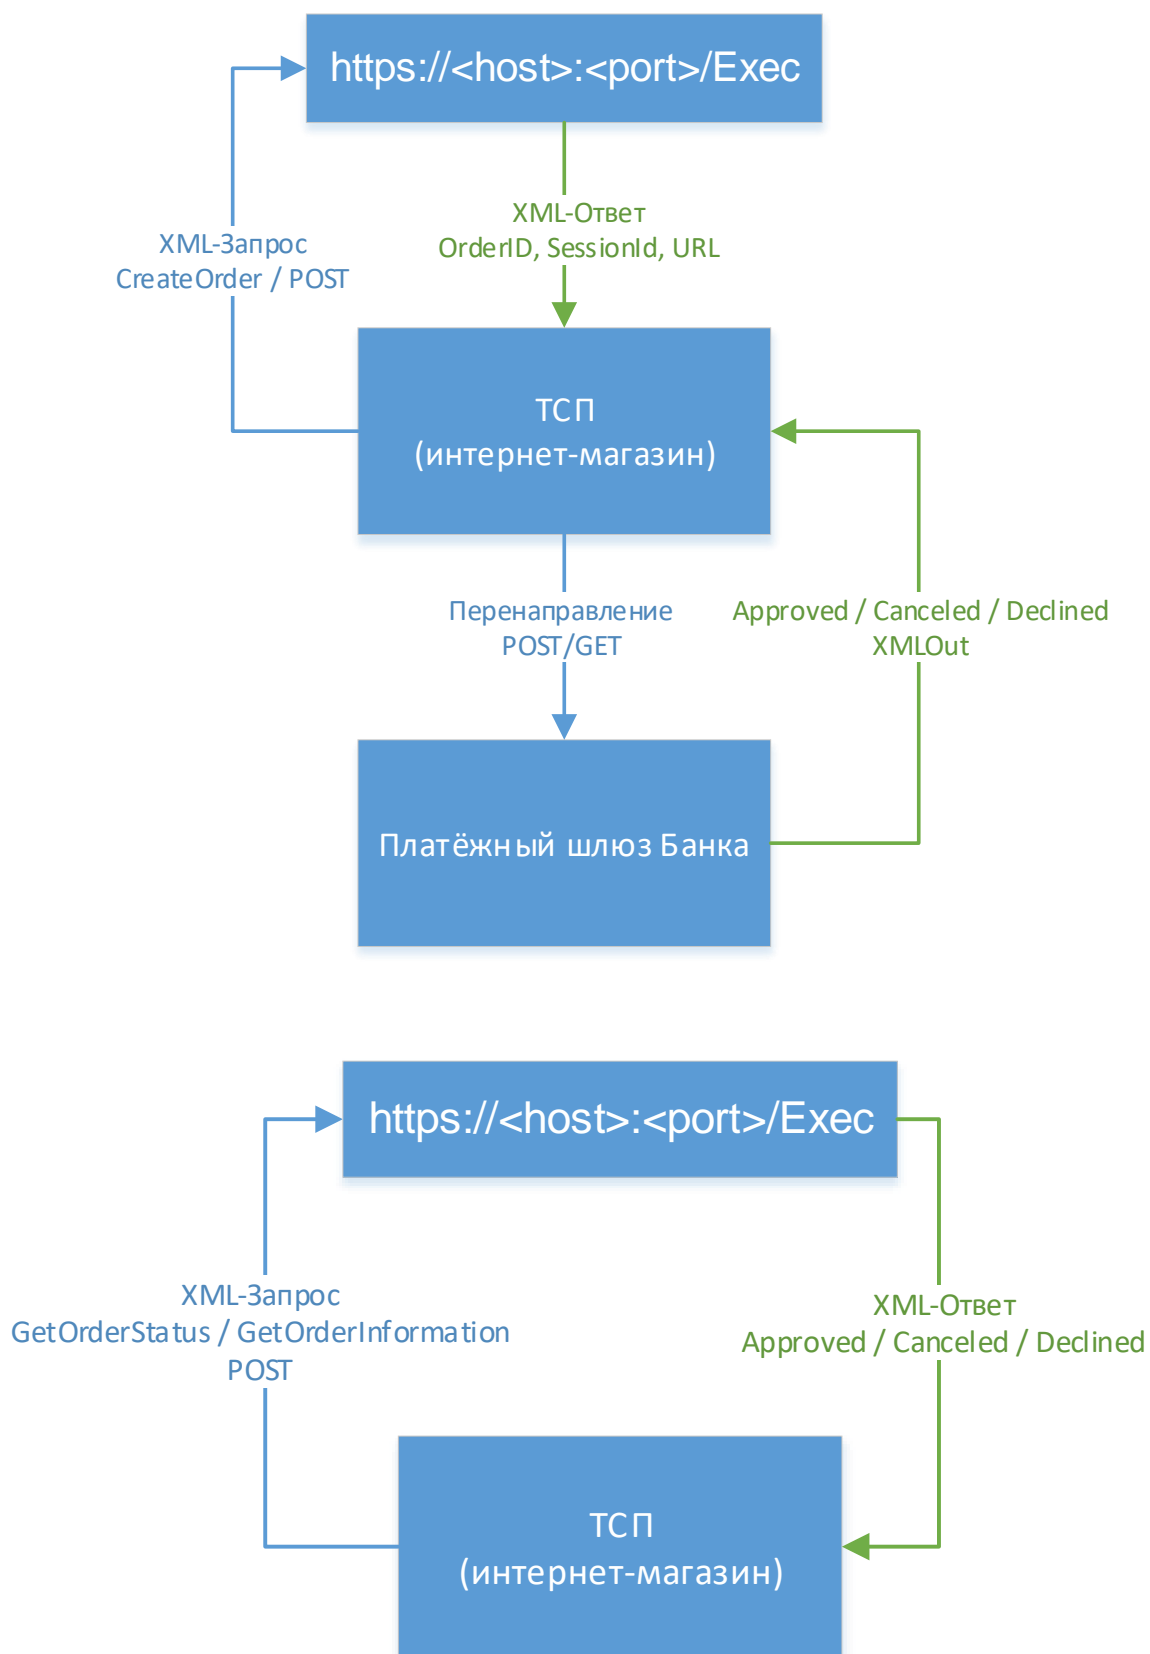 https://<host>:<port>/Exec
XML-Ответ
OrderID, SessionId, URL
XML-Запрос
CreateOrder / POST
ТСП
(интернет-магазин)
Перенаправление
POST/GET
Approved / Canceled / Declined
XMLOut
Платёжный шлюз Банка
https://<host>:<port>/Exec
XML-Запрос
GetOrderStatus / GetOrderInformation
POST
XML-Ответ
Approved / Canceled / Declined
ТСП
(интернет-магазин)